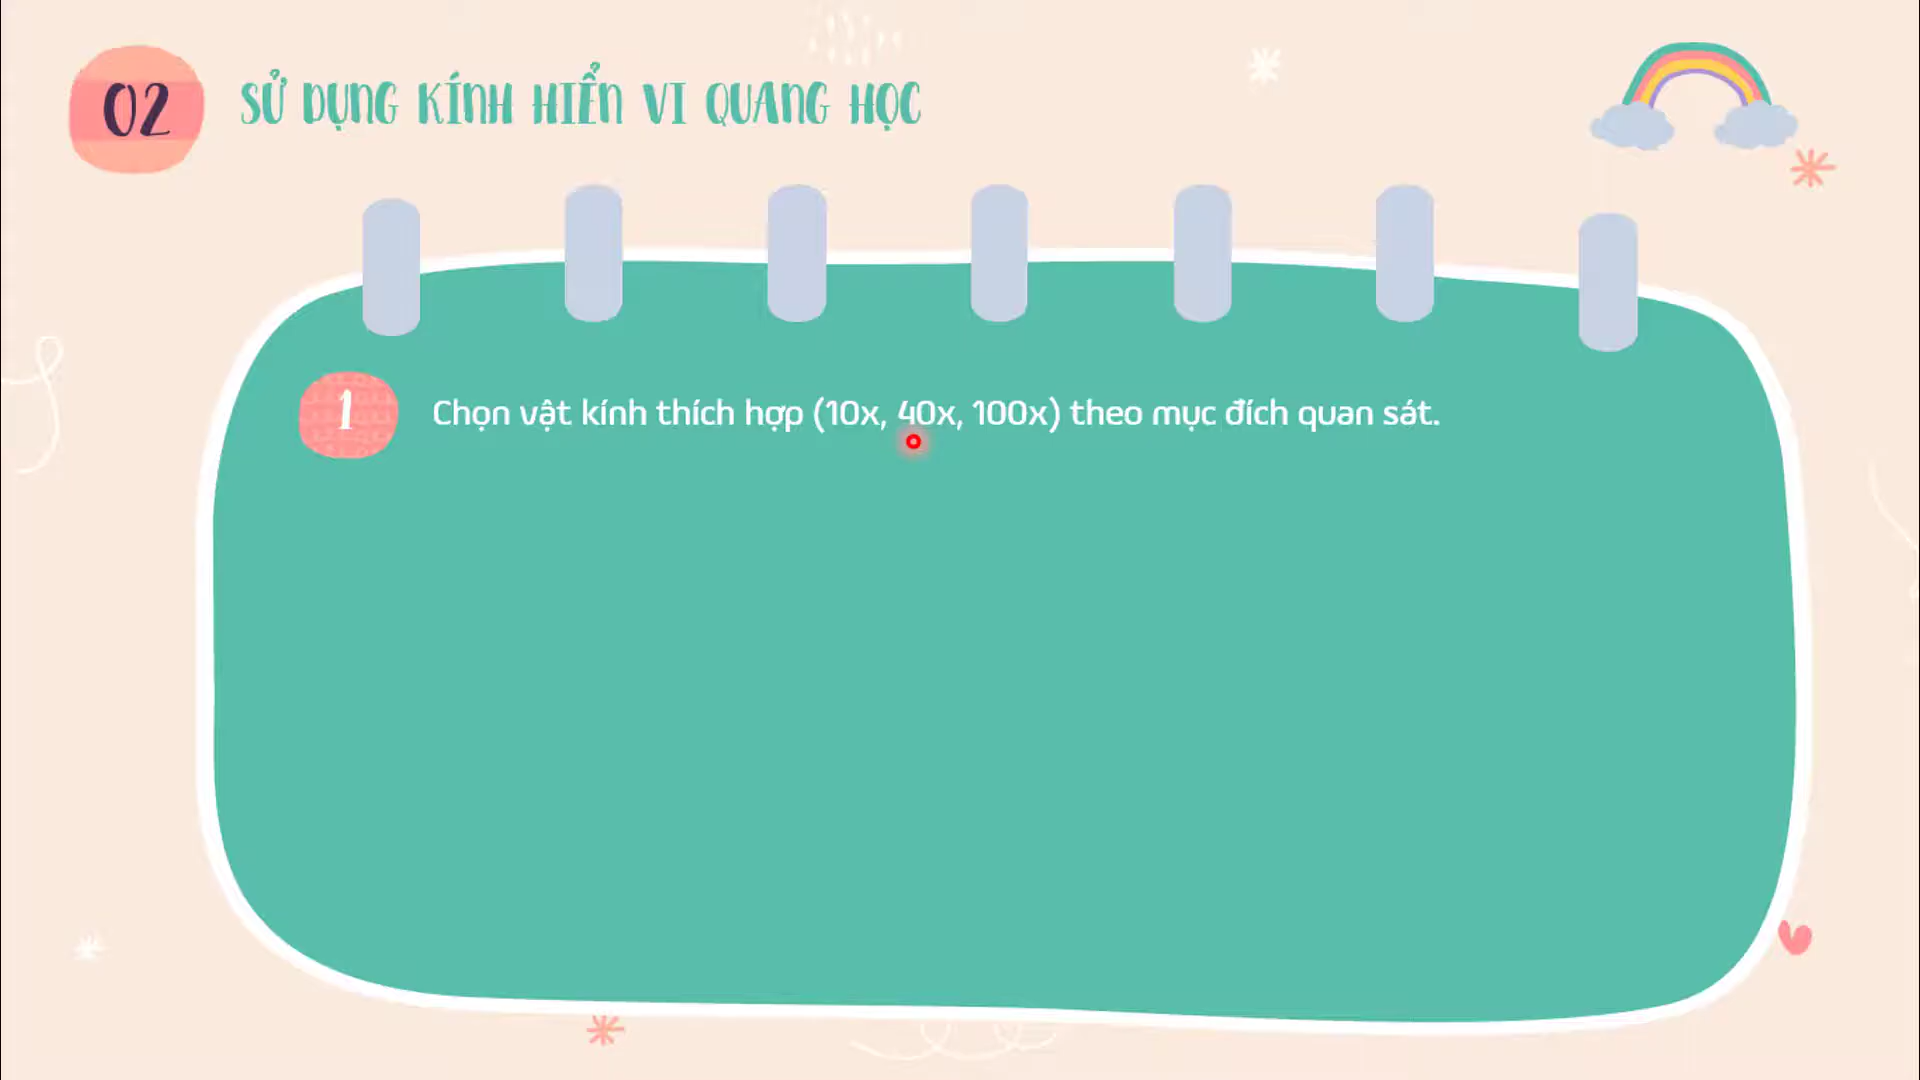 02
SỬ DỤNG KÍNH HIỂN VI QUANG HỌC
1
Chọn vật kính thích hợp (10x, 40x, 100x) theo mục đích quan sát.